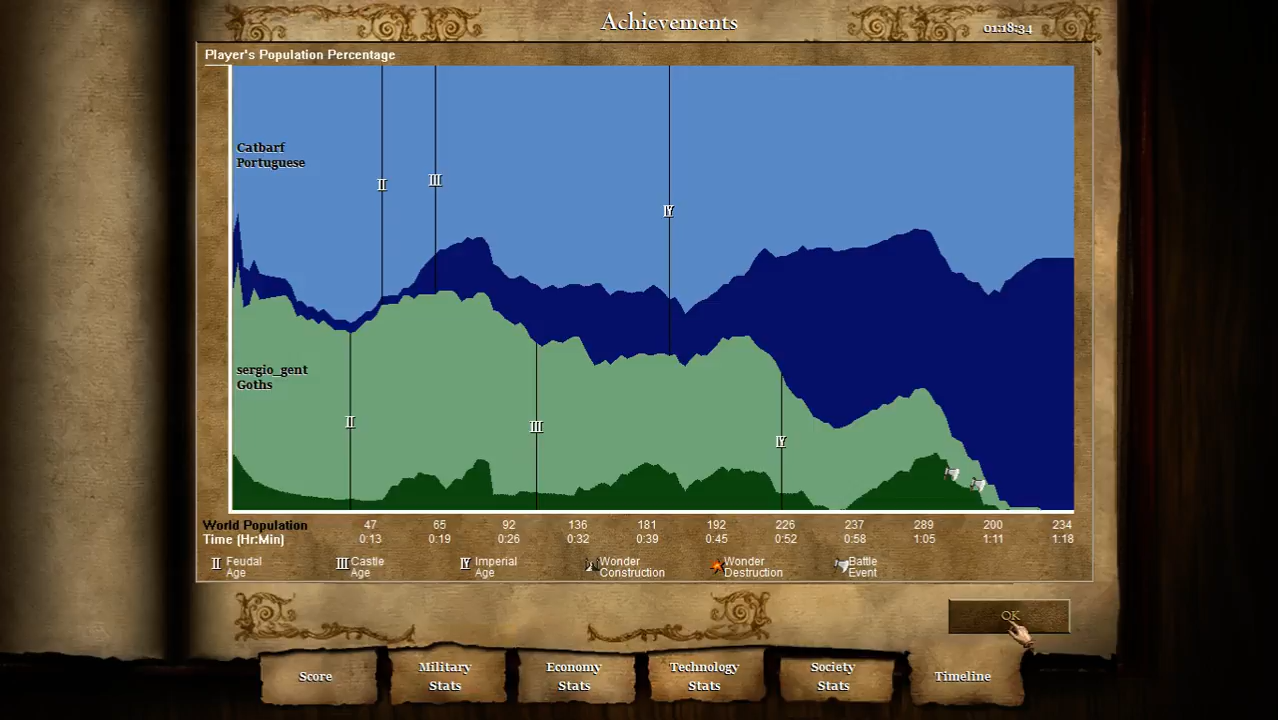 Achievements
01:18:34
Player's Population Percentage
Catbarf
Portuguese
II
III
IV
sergio_gent
Goths
II
III
IV
World Population 47 65 92 136 181 192 226 237 289 200 234
Time (Hr:Min) 0:13 0:19 0:26 0:32 0:39 0:45 0:52 0:58 1:05 1:11 1:18
II Feudal Age
III Castle Age
IV Imperial Age
Wonder Construction
Wonder Destruction
Battle Event
OK
Score
Military Stats
Economy Stats
Technology Stats
Society Stats
Timeline